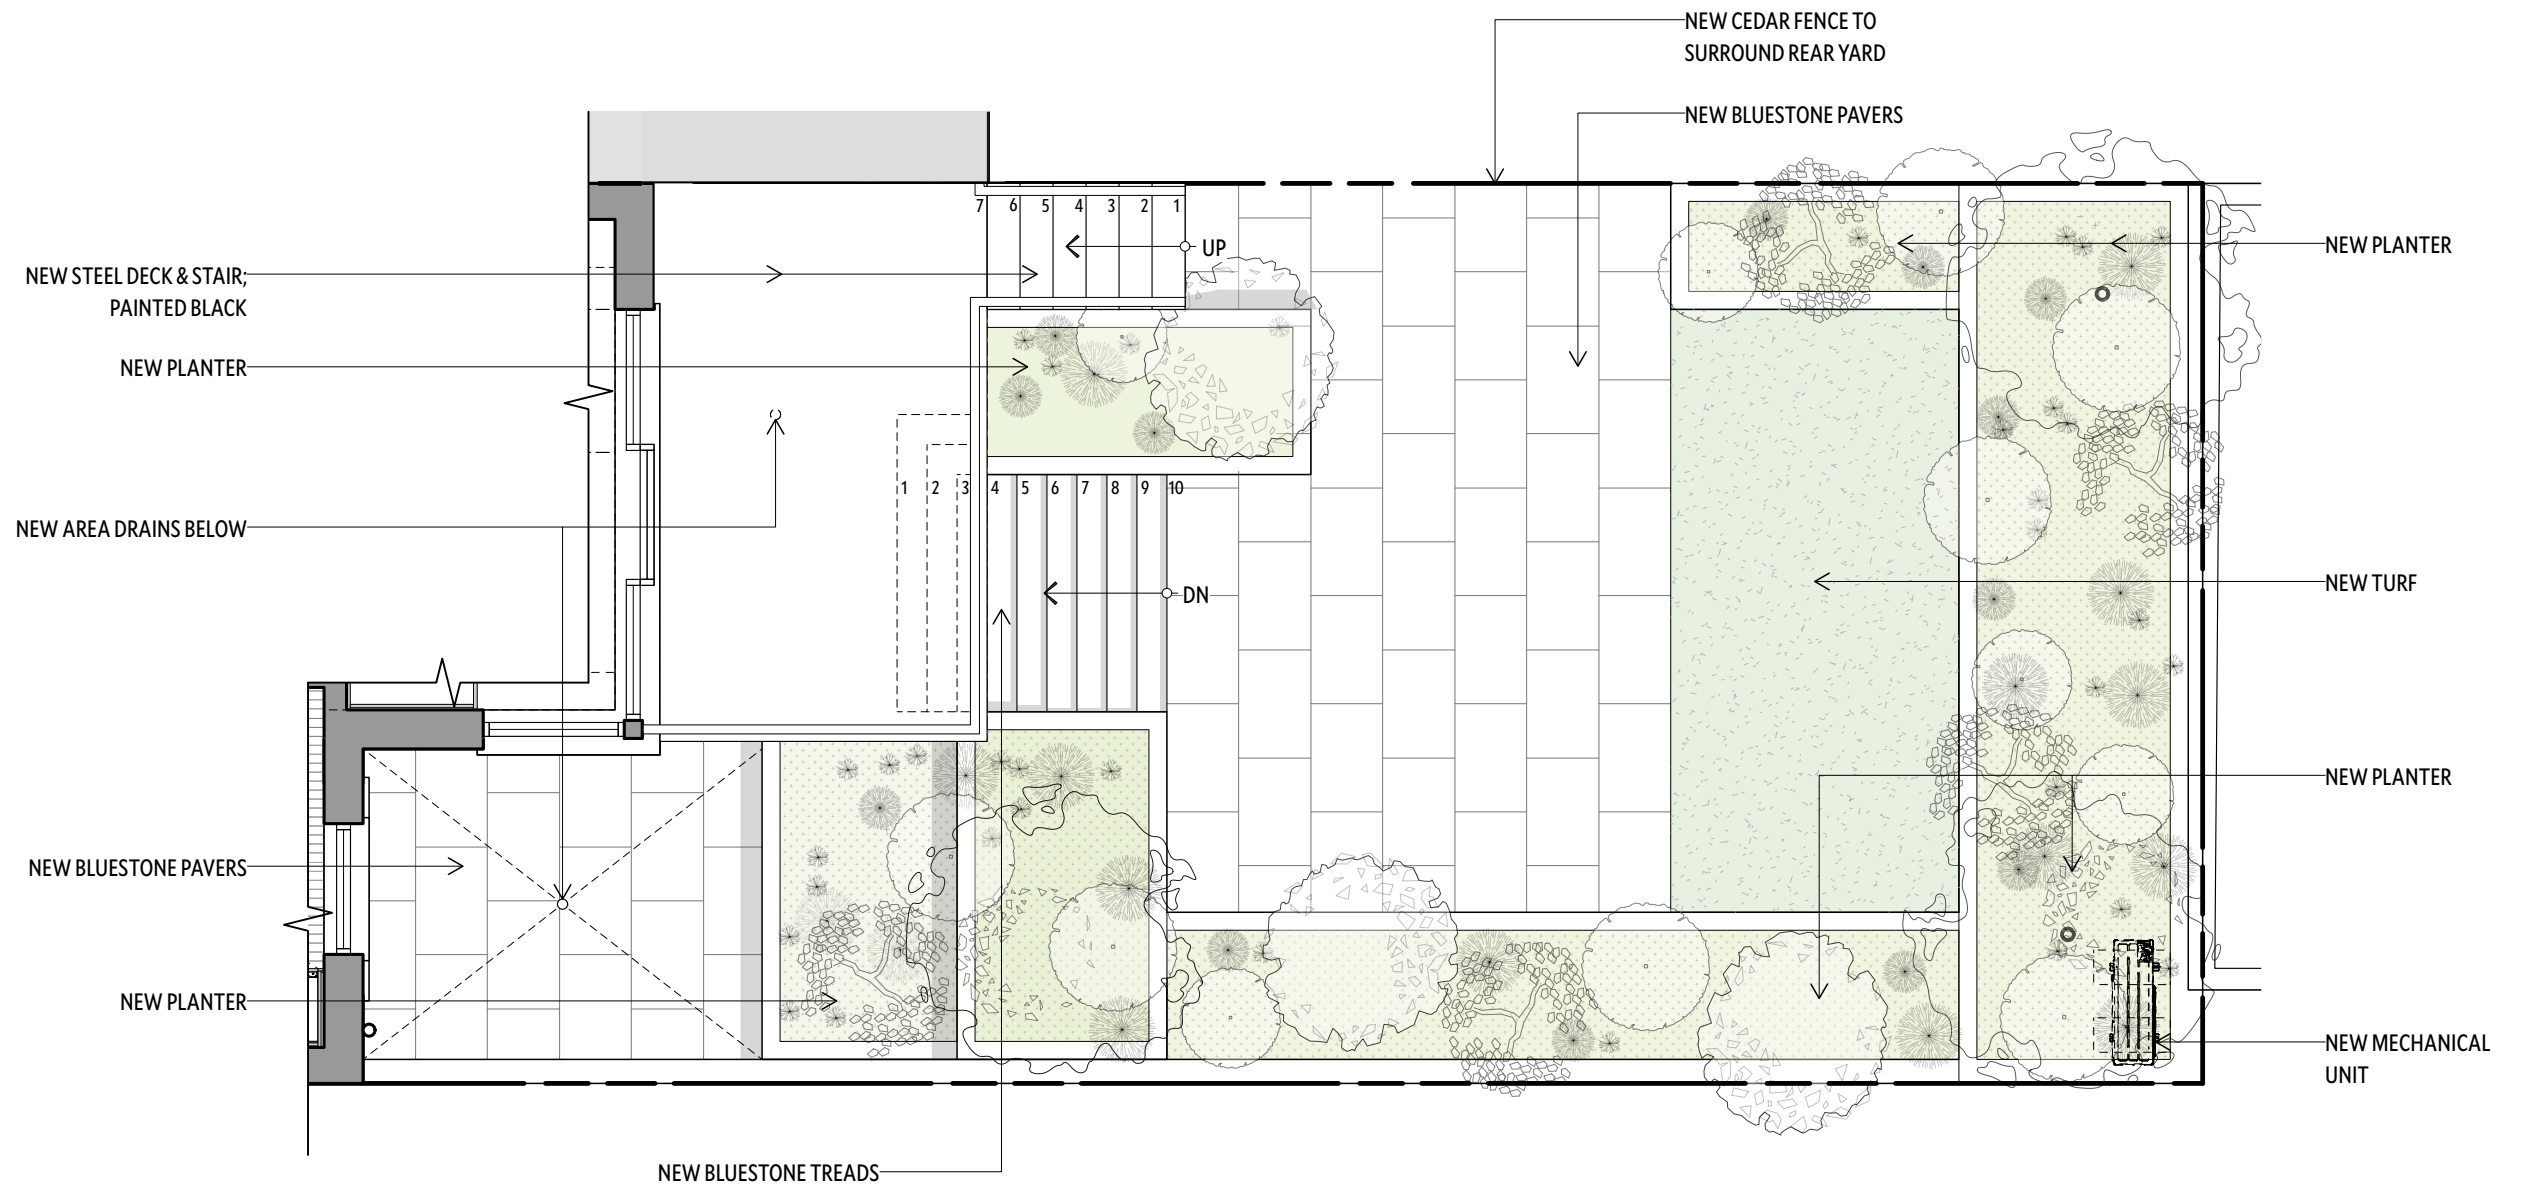 NEW CEDAR FENCE TO
SURROUND REAR YARD
NEW BLUESTONE PAVERS
7 6 5 4 3 2 1
UP
NEW PLANTER
NEW STEEL DECK & STAIR;
PAINTED BLACK
NEW PLANTER
1 2 3 4 5 6 7 8 9 10
NEW AREA DRAINS BELOW
DN
NEW TURF
NEW PLANTER
NEW BLUESTONE PAVERS
NEW PLANTER
NEW MECHANICAL
UNIT
NEW BLUESTONE TREADS